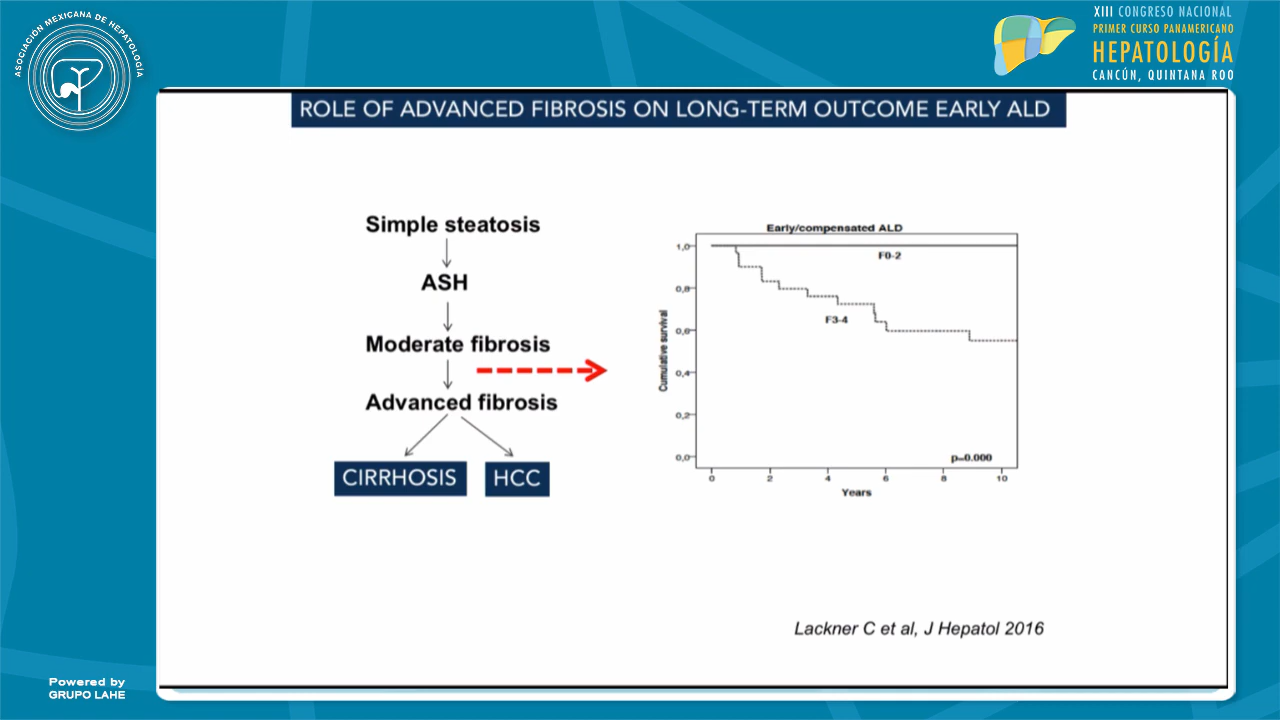 ASOCIACIÓN MEXICANA DE HEPATOLOGÍA
XIII CONGRESO NACIONAL
PRIMER CURSO PANAMERICANO
HEPATOLOGÍA
CANCÚN, QUINTANA ROO
ROLE OF ADVANCED FIBROSIS ON LONG-TERM OUTCOME EARLY ALD
Simple steatosis
ASH
Moderate fibrosis
Advanced fibrosis
CIRRHOSIS
HCC
Early/compensated ALD
F0-2
F3-4
Cumulative survival
1,0
0,8
0,6
0,4
0,2
0,0
p=0.000
0 2 4 6 8 10
Years
Lackner C et al, J Hepatol 2016
Powered by
GRUPO LAHE